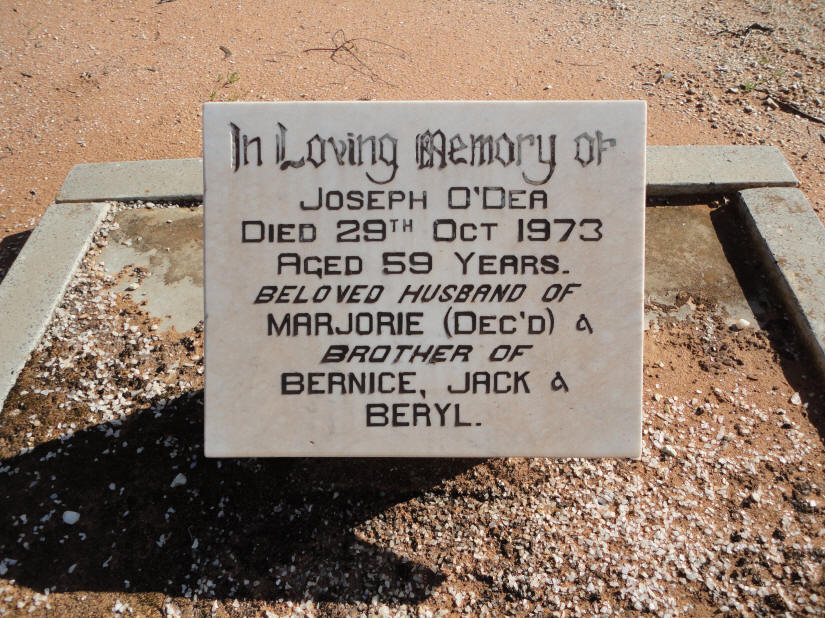 In Loving Memory of
JOSEPH O'DEA
DIED 29TH OCT 1973
AGED 59 YEARS.
BELOVED HUSBAND OF
MARJORIE (DEC'D) &
BROTHER OF
BERNICE, JACK &
BERYL.